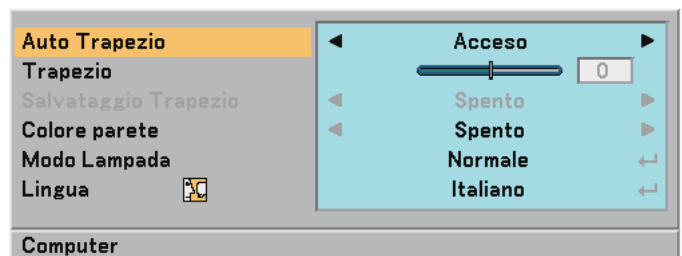 Auto Trapezio Acceso
Trapezio 0
Salvataggio Trapezio Spento
Colore parete Spento
Modo Lampada Normale
Lingua Italiano
Computer